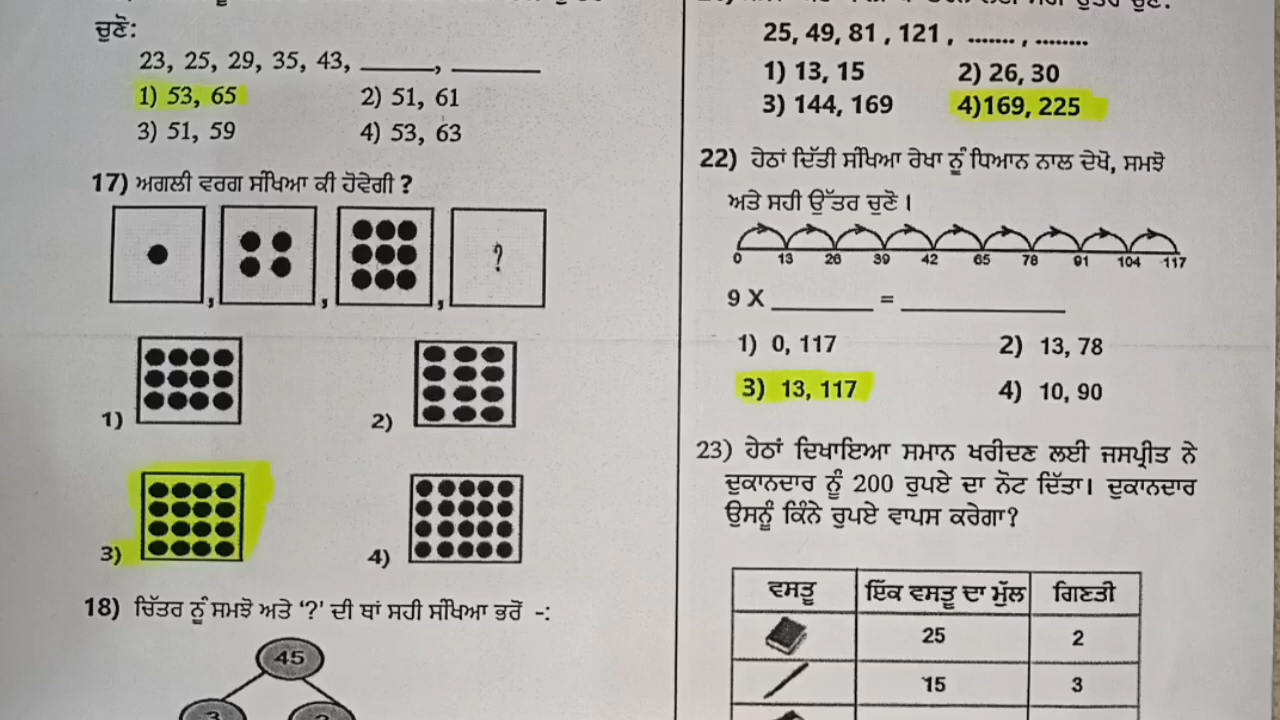 ਚੁਣੋ:
23, 25, 29, 35, 43, ______, ________
1) 53, 65 2) 51, 61
3) 51, 59 4) 53, 63
17) ਅਗਲੀ ਵਰਗ ਸੰਖਿਆ ਕੀ ਹੋਵੇਗੀ ?
, , , ?
1) 2)
3) 4)
18) ਚਿੱਤਰ ਨੂੰ ਸਮਝੋ ਅਤੇ ‘?’ ਦੀ ਥਾਂ ਸਹੀ ਸੰਖਿਆ ਭਰੋਂ -:
45
25, 49, 81 , 121 , ....... , ........
1) 13, 15 2) 26, 30
3) 144, 169 4)169, 225
22) ਹੇਠਾਂ ਦਿੱਤੀ ਸੰਖਿਆ ਰੇਖਾ ਨੂੰ ਧਿਆਨ ਨਾਲ ਦੇਖੋ, ਸਮਝੋ
ਅਤੇ ਸਹੀ ਉੱਤਰ ਚੁਣੋ ।
0 13 26 39 42 65 78 91 104 117
9 X ________ = _____________
1) 0, 117 2) 13, 78
3) 13, 117 4) 10, 90
23) ਹੇਠਾਂ ਦਿਖਾਇਆ ਸਮਾਨ ਖਰੀਦਣ ਲਈ ਜਸਪ੍ਰੀਤ ਨੇ
ਦੁਕਾਨਦਾਰ ਨੂੰ 200 ਰੁਪਏ ਦਾ ਨੋਟ ਦਿੱਤਾ। ਦੁਕਾਨਦਾਰ
ਉਸਨੂੰ ਕਿੰਨੇ ਰੁਪਏ ਵਾਪਸ ਕਰੇਗਾ?
ਵਸਤੂ ਇੱਕ ਵਸਤੂ ਦਾ ਮੁੱਲ ਗਿਣਤੀ
25 2
15 3